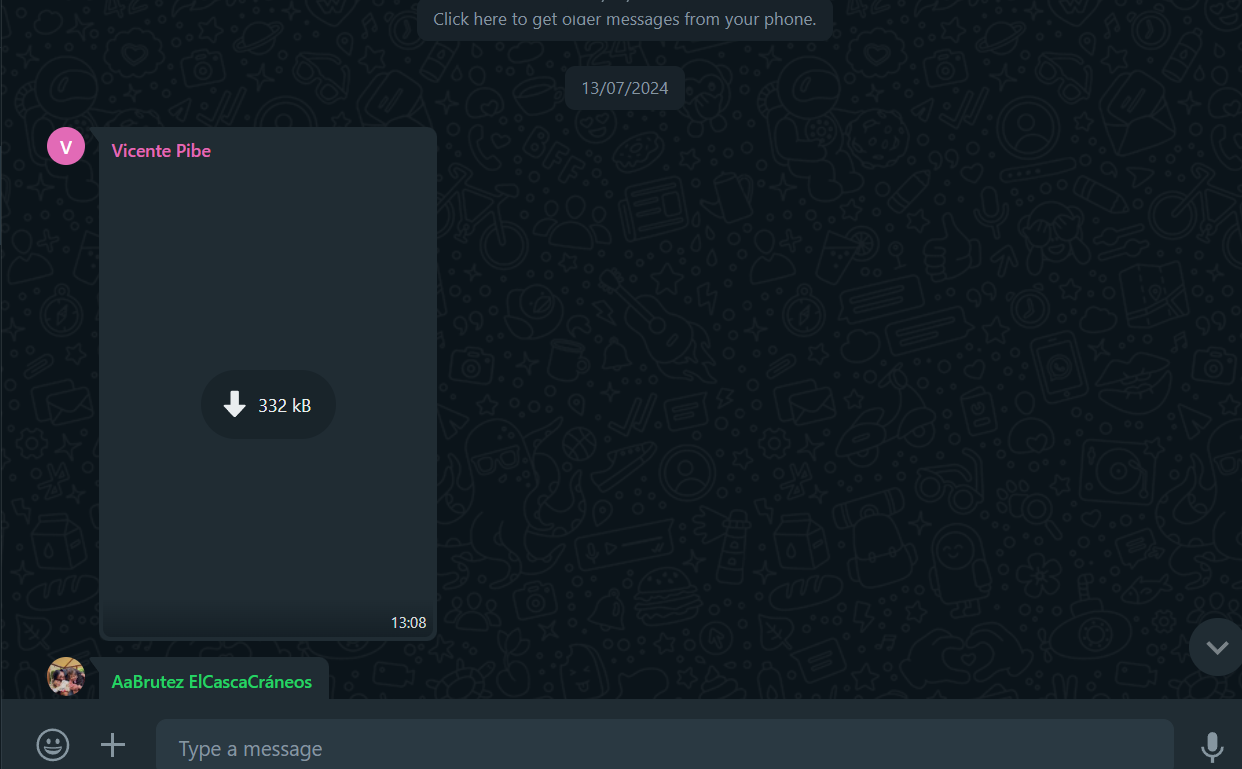 Click here to get older messages from your phone.
13/07/2024
V
Vicente Pibe
332 kB
13:08
AaBrutez ElCascaCráneos
Type a message